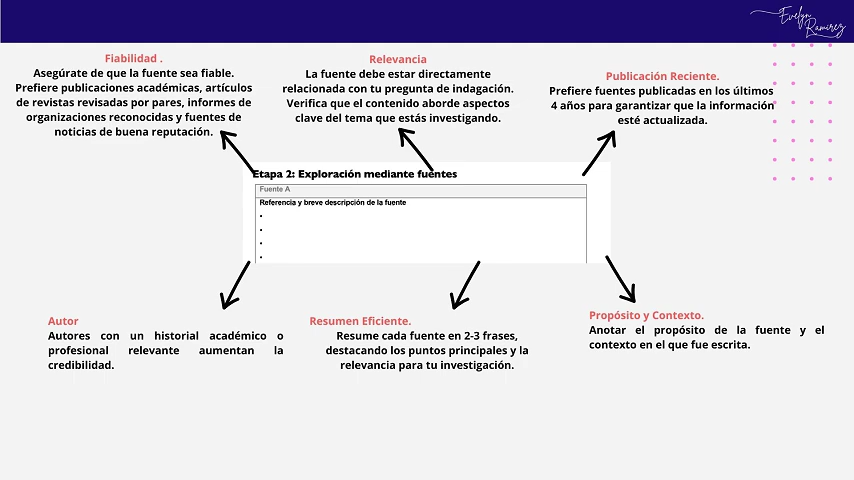 Evelyn
Ramirez
Fiabilidad .
Asegúrate de que la fuente sea fiable.
Prefiere publicaciones académicas, artículos
de revistas revisadas por pares, informes de
organizaciones reconocidas y fuentes de
noticias de buena reputación.
Relevancia
La fuente debe estar directamente
relacionada con tu pregunta de indagación.
Verifica que el contenido aborde aspectos
clave del tema que estás investigando.
Publicación Reciente.
Prefiere fuentes publicadas en los últimos
4 años para garantizar que la información
esté actualizada.
Etapa 2: Exploración mediante fuentes
Fuente A
Referencia y breve descripción de la fuente
•
•
•
•
Autor
Autores con un historial académico o
profesional relevante aumentan la
credibilidad.
Resumen Eficiente.
Resume cada fuente en 2-3 frases,
destacando los puntos principales y la
relevancia para tu investigación.
Propósito y Contexto.
Anotar el propósito de la fuente y el
contexto en el que fue escrita.